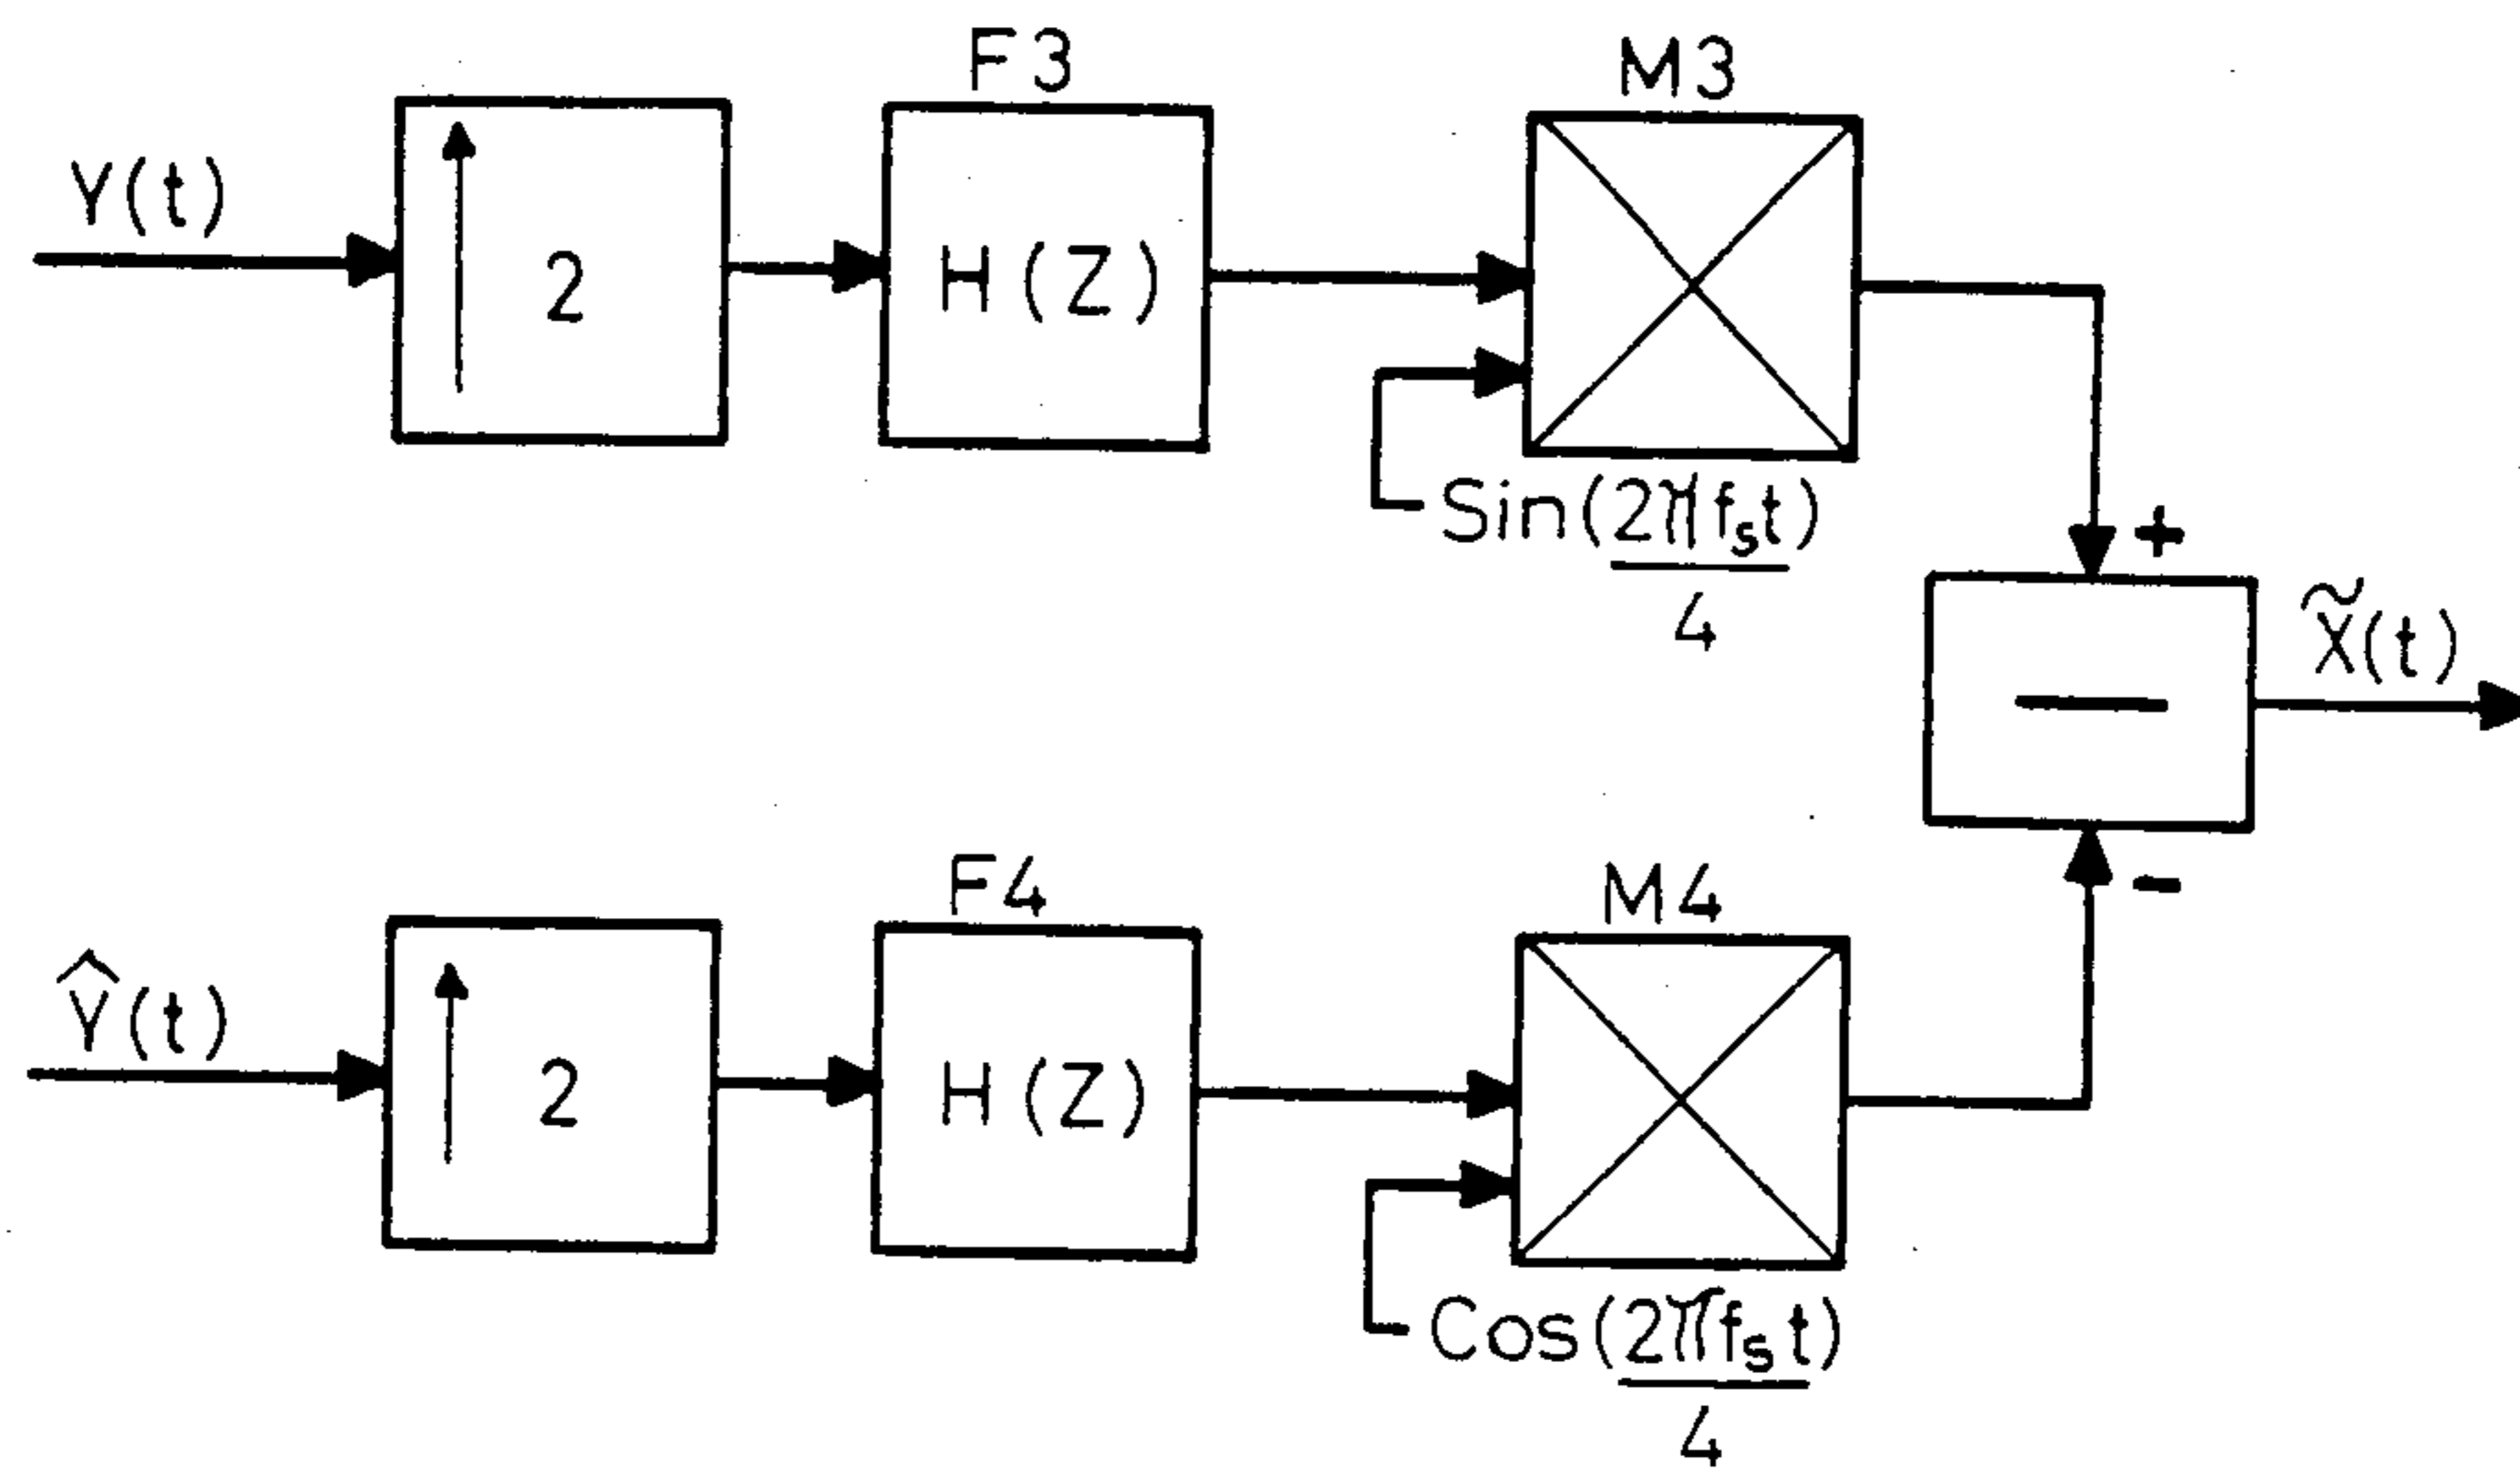 F3
M3
Y(t)
2
H(Z)
Sin(2πfₛt)
4
+
X̃(t)
−
−
F4
M4
Ŷ(t)
2
H(Z)
Cos(2πfₛt)
4